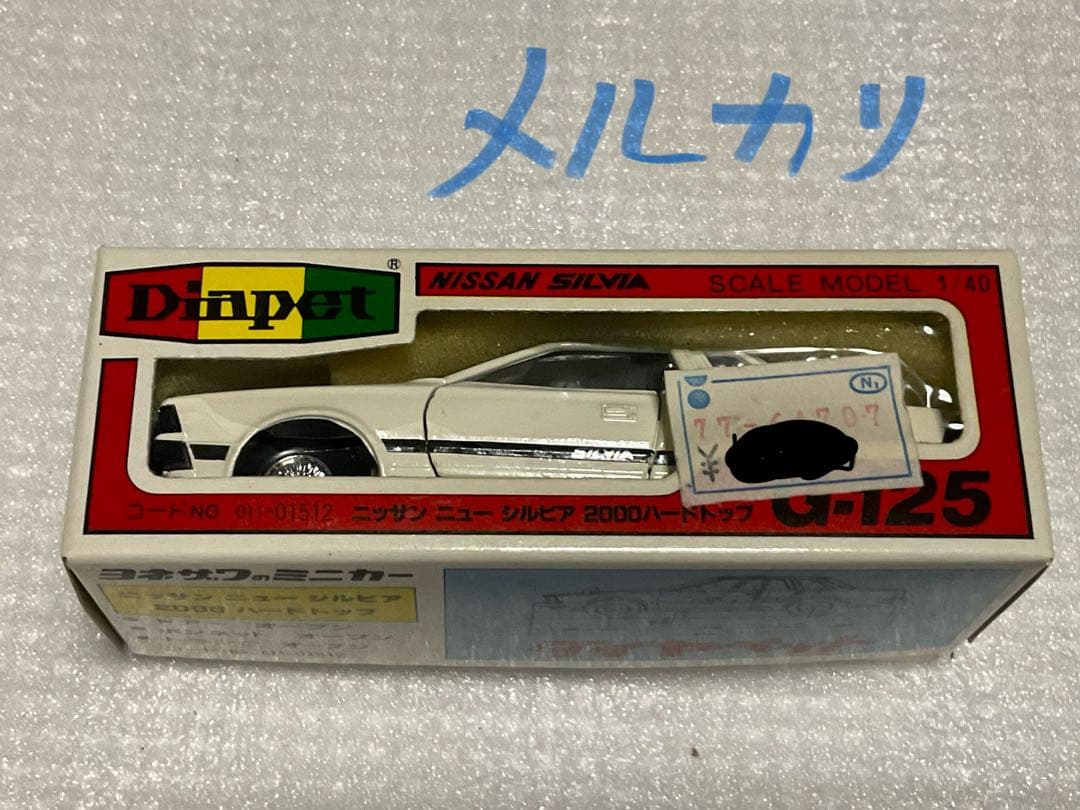 メルカリ
Diapet ®
NISSAN SILVIA SCALE MODEL 1/40
N1
SILVIA
コードNO 011-01512 ニッサン ニュー シルビア 2000ハードトップ G-125
ヨネザワのミニカー
ニッサン ニュー シルビア
2000 ハードトップ